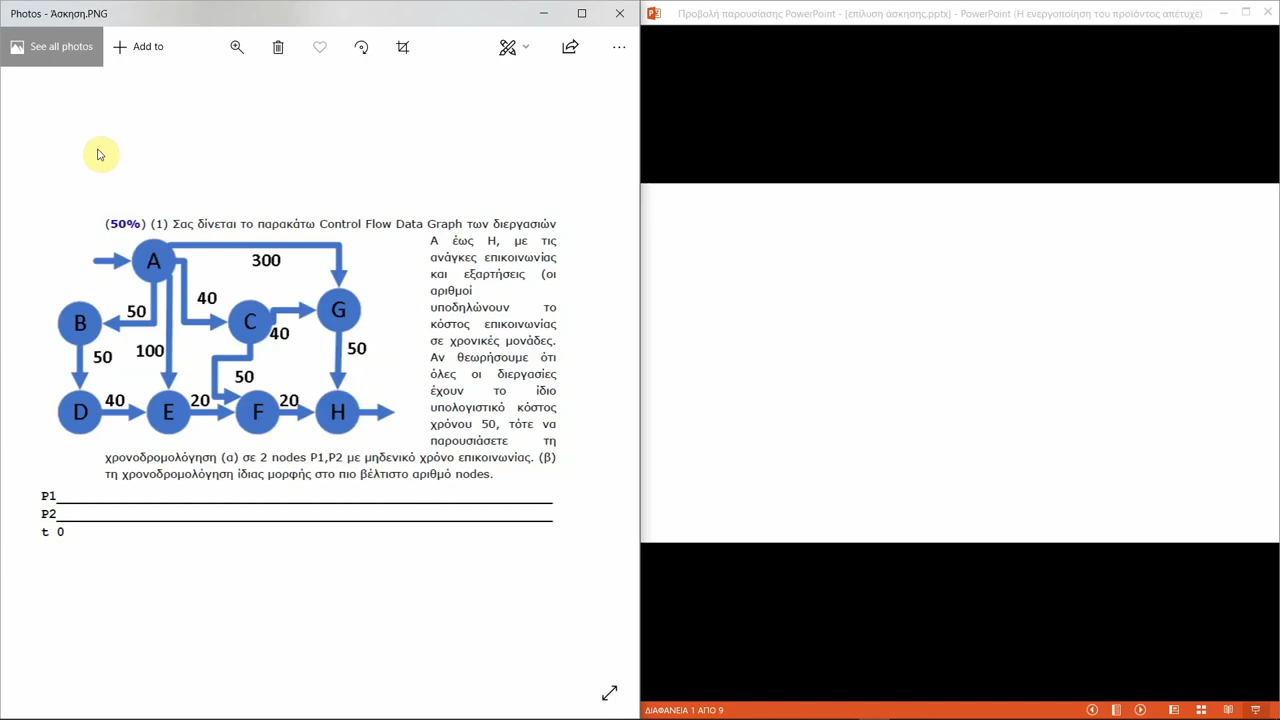 Photos - Άσκηση.PNG
Προβολή παρουσίασης PowerPoint - [επίλυση άσκησης.pptx] - PowerPoint (Η ενεργοποίηση του προϊόντος απέτυχε)
See all photos
Add to
(50%) (1) Σας δίνεται το παρακάτω Control Flow Data Graph των διεργασιών
Α έως Η, με τις
ανάγκες επικοινωνίας
και εξαρτήσεις (οι
αριθμοί
υποδηλώνουν το
κόστος επικοινωνίας
σε χρονικές μονάδες.
Αν θεωρήσουμε ότι
όλες οι διεργασίες
έχουν το ίδιο
υπολογιστικό κόστος
χρόνου 50, τότε να
παρουσιάσετε τη
χρονοδρομολόγηση (α) σε 2 nodes P1,P2 με μηδενικό χρόνο επικοινωνίας. (β)
τη χρονοδρομολόγηση ίδιας μορφής στο πιο βέλτιστο αριθμό nodes.
A
300
50
40
B
C
G
40
50
100
50
50
D
40
E
20
F
20
H
P1
P2
t 0
ΔΙΑΦΑΝΕΙΑ 1 ΑΠΟ 9